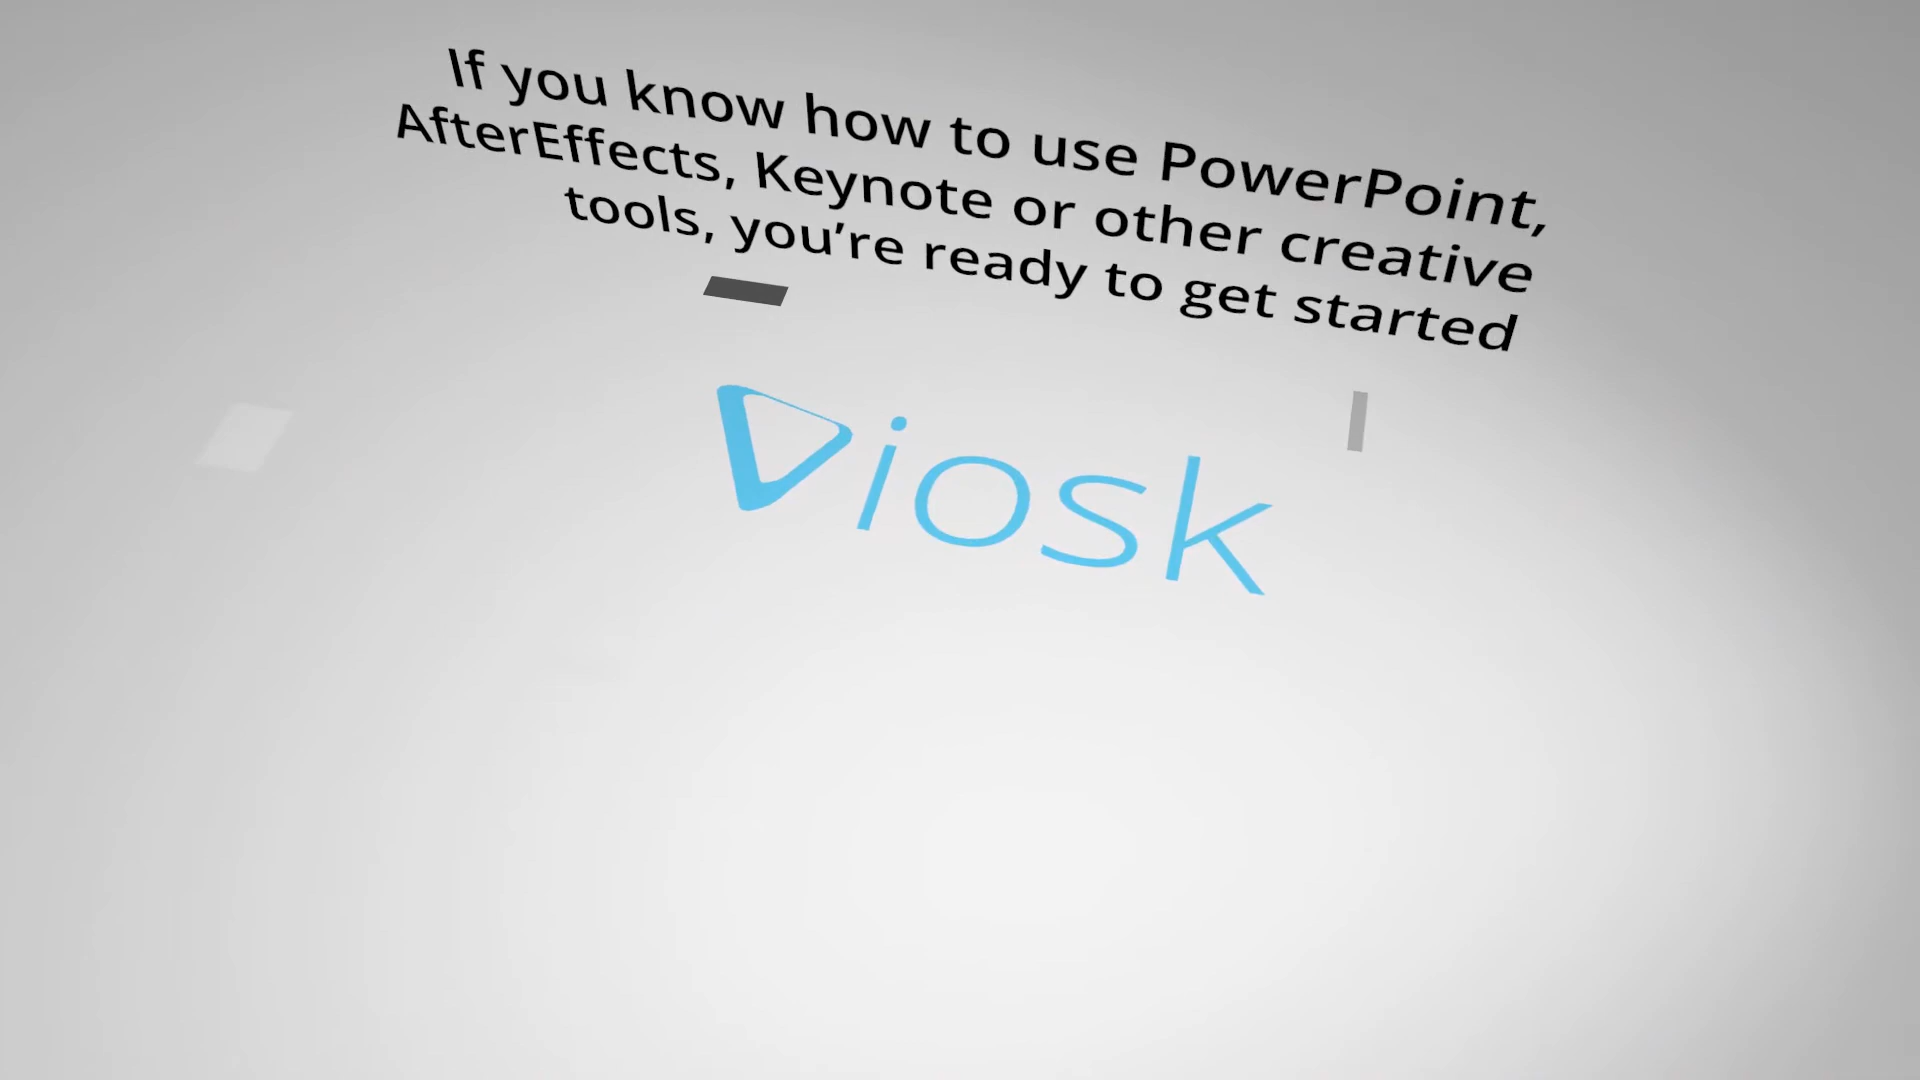 If you know how to use PowerPoint,
AfterEffects, Keynote or other creative
tools, you’re ready to get started
Viosk